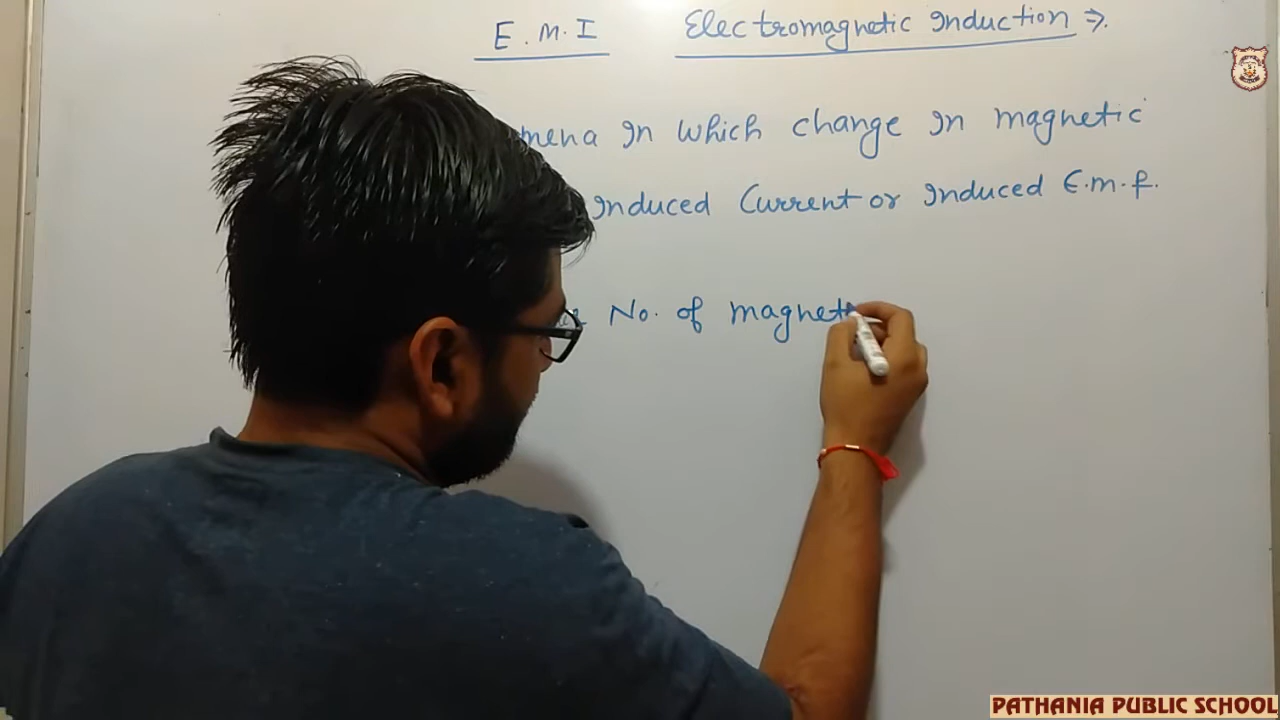 E.M.I Electromagnetic Induction ⇒.
mena In which change in magnetic
Induced Current or Induced E.m.f.
No. of magnet
PATHANIA PUBLIC SCHOOL